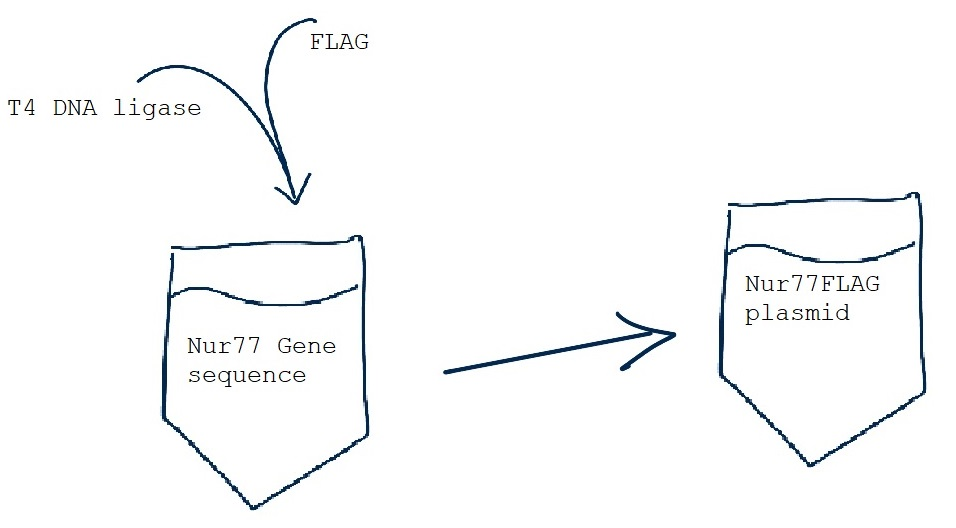 FLAG
T4 DNA ligase
Nur77 Gene
sequence
Nur77FLAG
plasmid